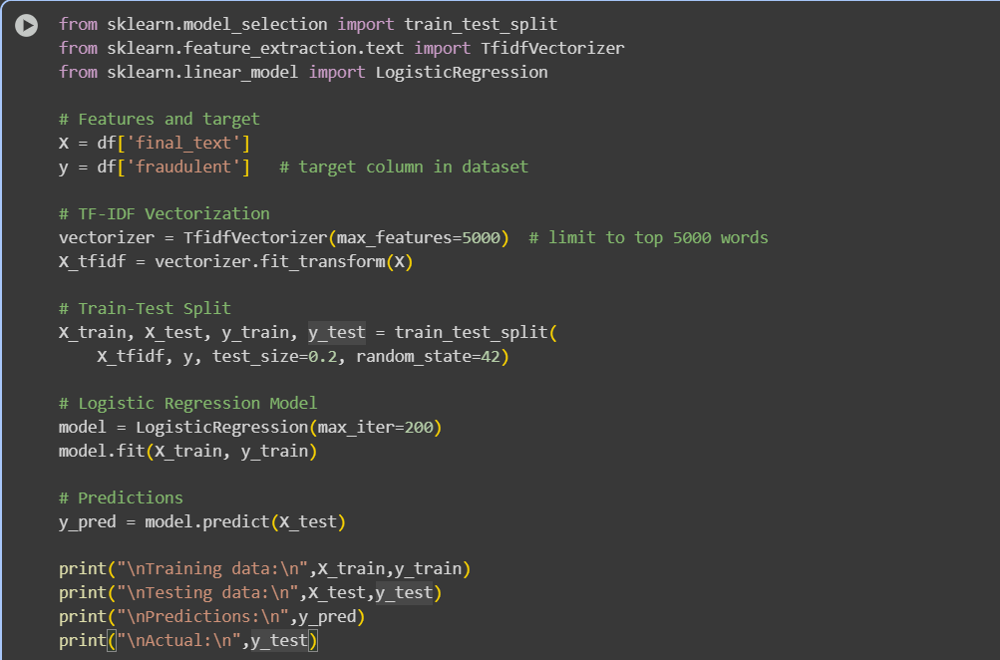 from sklearn.model_selection import train_test_split
from sklearn.feature_extraction.text import TfidfVectorizer
from sklearn.linear_model import LogisticRegression

# Features and target
X = df['final_text']
y = df['fraudulent']   # target column in dataset

# TF-IDF Vectorization
vectorizer = TfidfVectorizer(max_features=5000)  # limit to top 5000 words
X_tfidf = vectorizer.fit_transform(X)

# Train-Test Split
X_train, X_test, y_train, y_test = train_test_split(
    X_tfidf, y, test_size=0.2, random_state=42)

# Logistic Regression Model
model = LogisticRegression(max_iter=200)
model.fit(X_train, y_train)

# Predictions
y_pred = model.predict(X_test)

print("\nTraining data:\n",X_train,y_train)
print("\nTesting data:\n",X_test,y_test)
print("\nPredictions:\n",y_pred)
print("\nActual:\n",y_test)